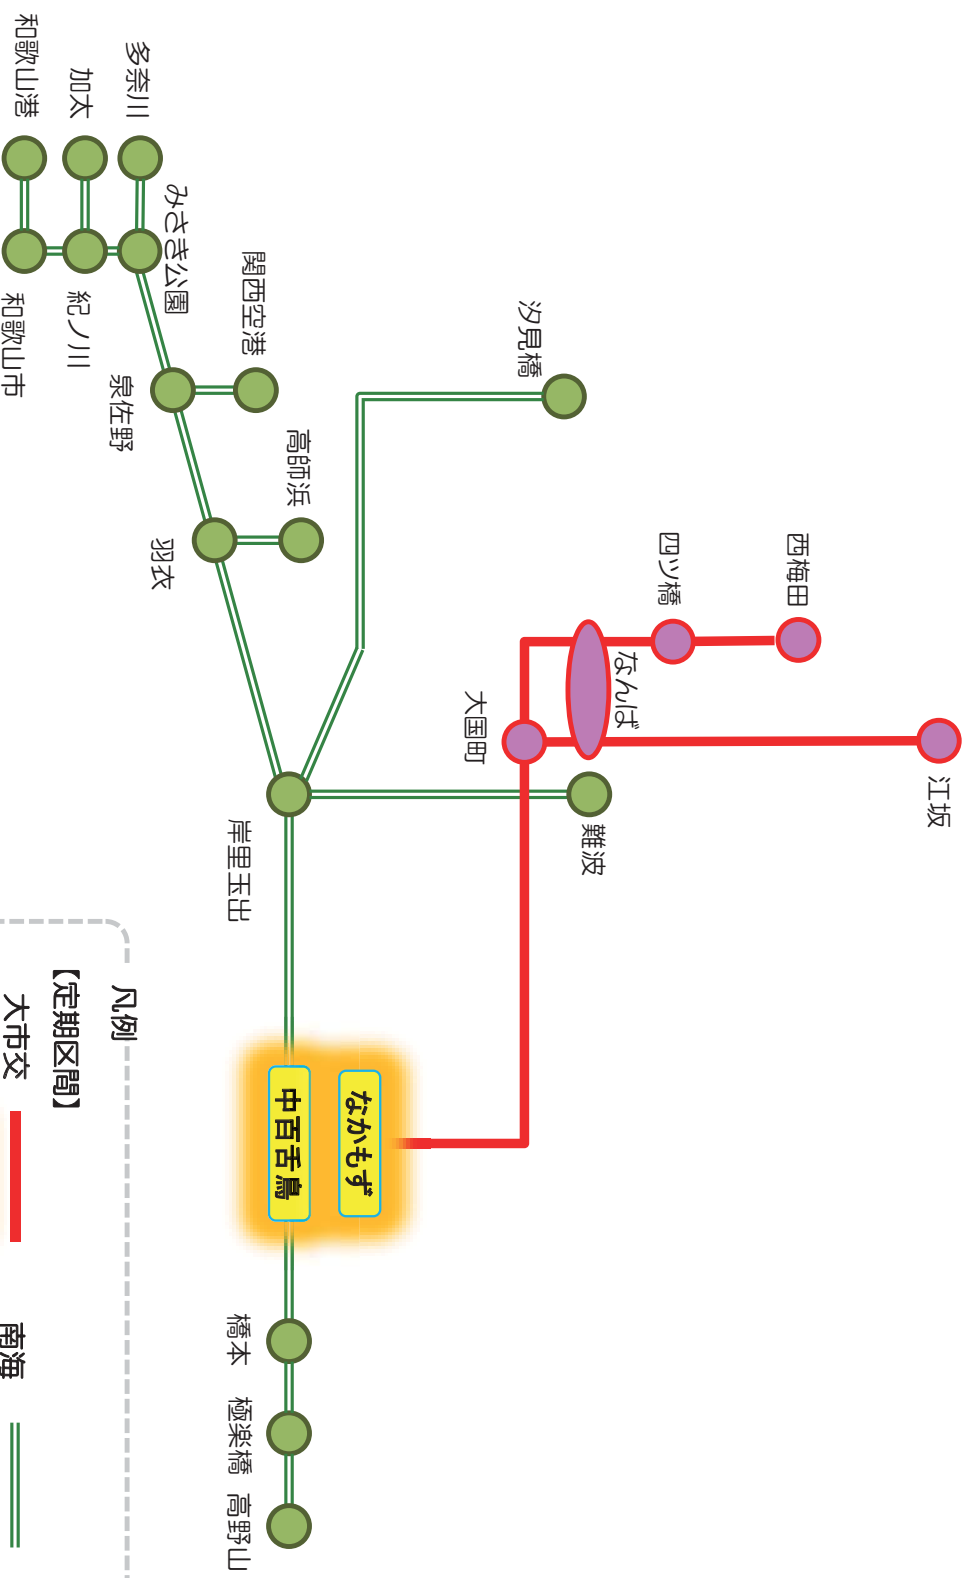 和歌山港
加太
多奈川
みさき公園
関西空港
和歌山市
紀ノ川
泉佐野
高師浜
羽衣
汐見橋
四ツ橋
西梅田
なんば
大国町
江坂
難波
岸里玉出
なかもず
中百舌鳥
橋本
極楽橋
高野山
凡例
【定期区間】
大市交
南海